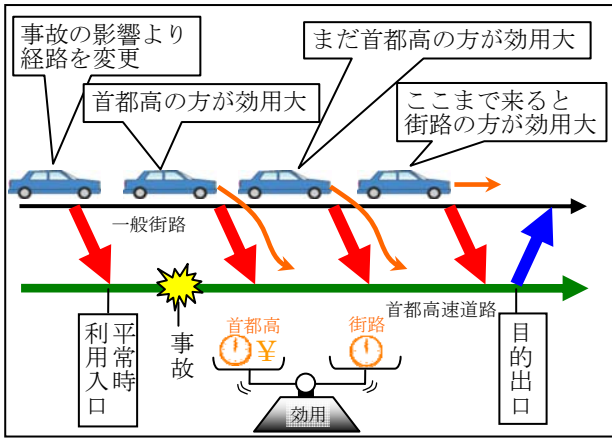 事故の影響より
経路を変更
首都高の方が効用大
まだ首都高の方が効用大
ここまで来ると
街路の方が効用大
一般街路
首都高速道路
平常時
利用入口
事故
首都高
¥
街路
効用
目的出口